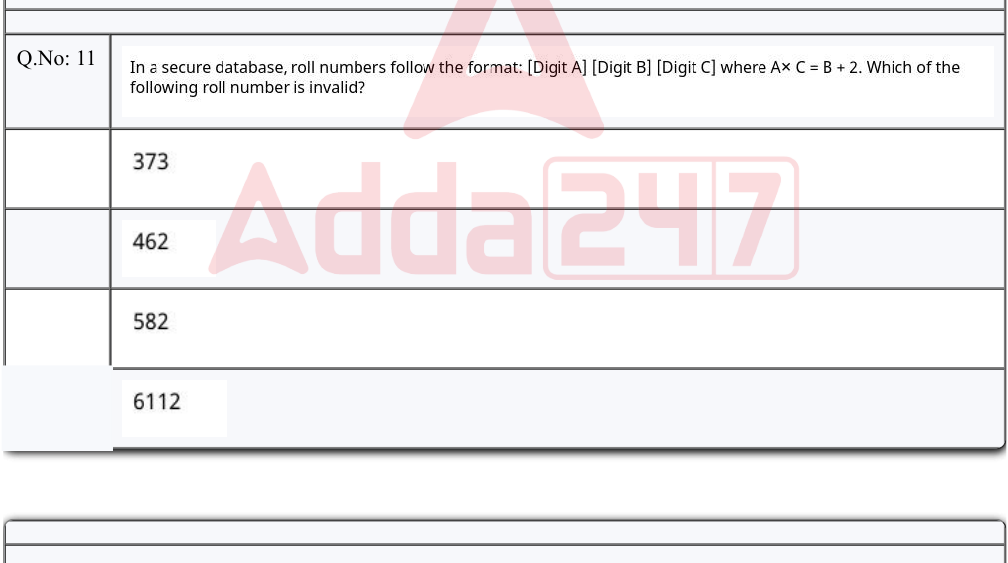 Q.No: 11
In a secure database, roll numbers follow the format: [Digit A] [Digit B] [Digit C] where A× C = B + 2. Which of the
following roll number is invalid?
373
462
582
6112
Adda247